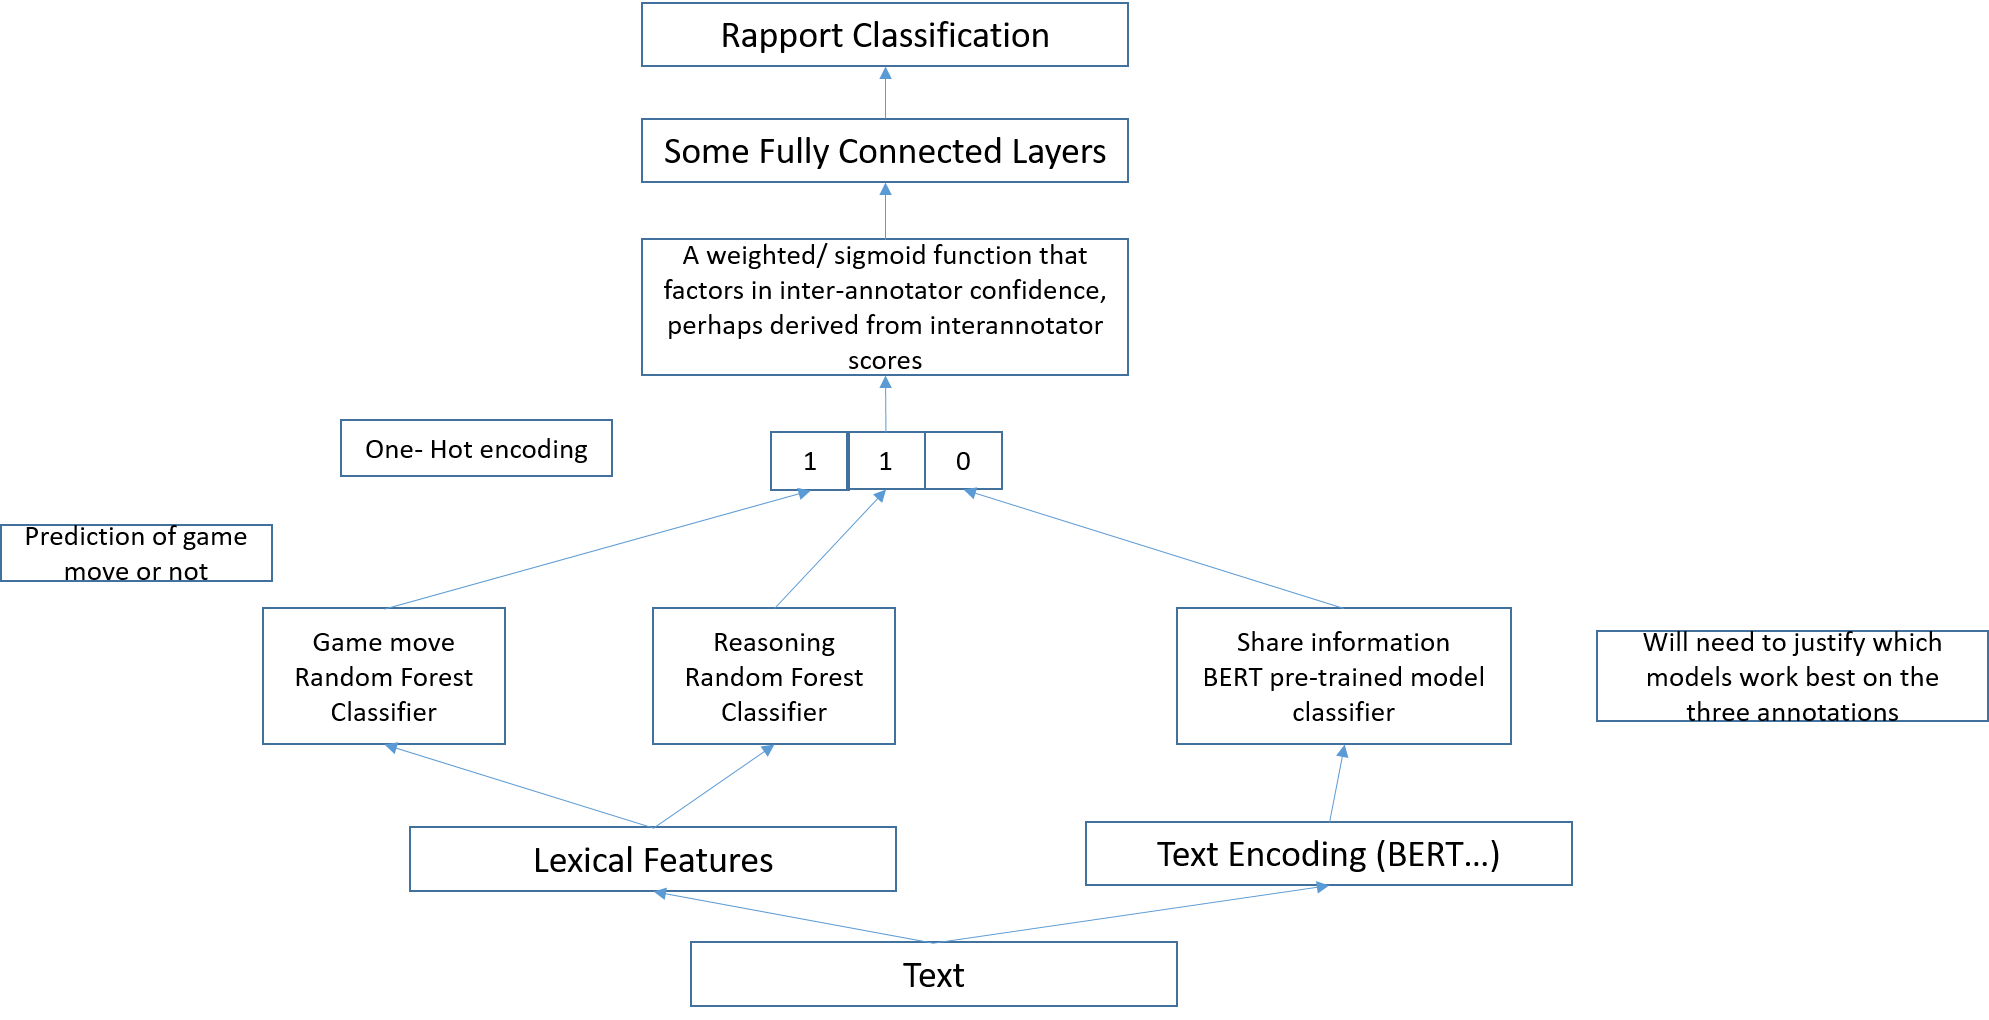 Rapport Classification
Some Fully Connected Layers
A weighted/ sigmoid function that
factors in inter-annotator confidence,
perhaps derived from interannotator
scores
One- Hot encoding
1 1 0
Prediction of game
move or not
Game move
Random Forest
Classifier
Reasoning
Random Forest
Classifier
Share information
BERT pre-trained model
classifier
Will need to justify which
models work best on the
three annotations
Lexical Features
Text Encoding (BERT...)
Text